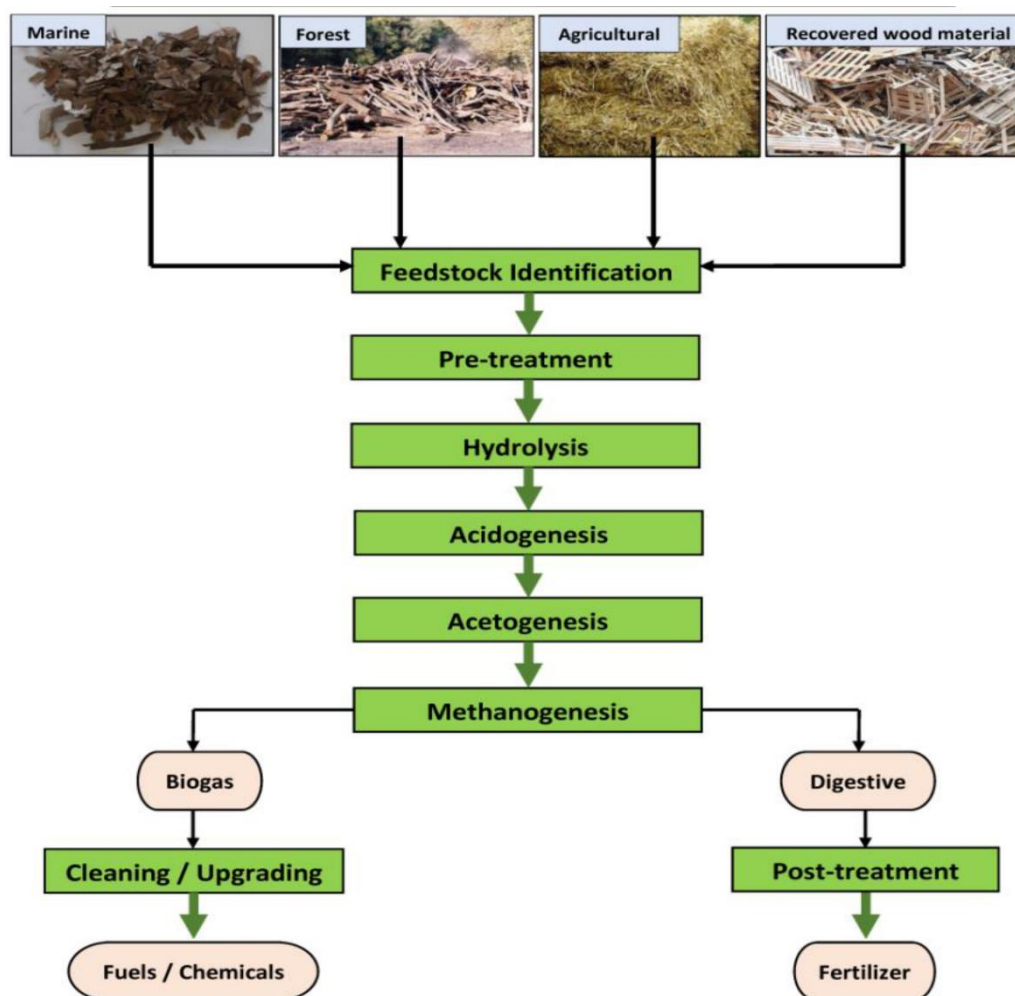 Marine
Forest
Agricultural
Recovered wood material
Feedstock Identification
Pre-treatment
Hydrolysis
Acidogenesis
Acetogenesis
Methanogenesis
Biogas
Digestive
Cleaning / Upgrading
Post-treatment
Fuels / Chemicals
Fertilizer